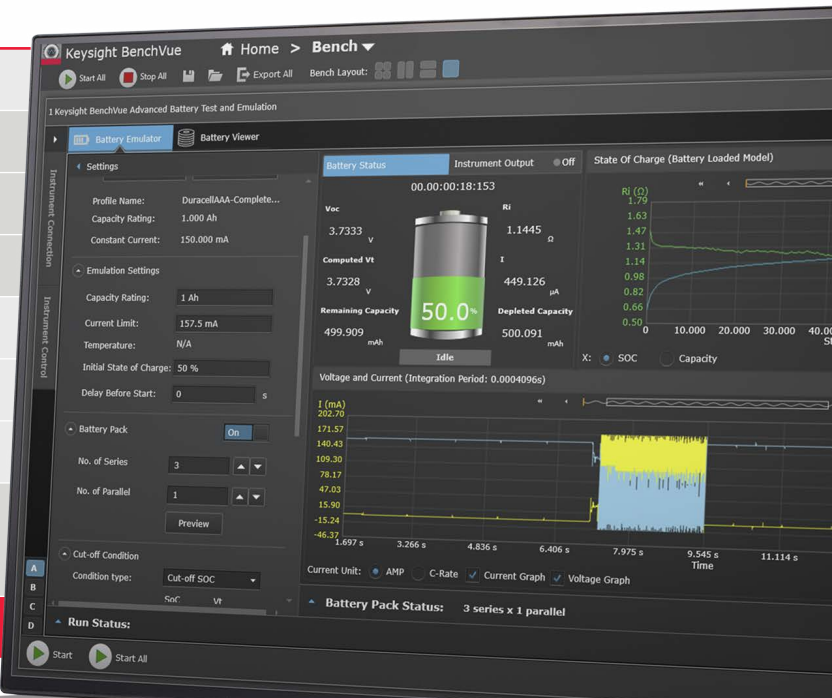 Keysight BenchVue
Home > Bench
Start All Stop All Export All Bench Layout:
1 Keysight BenchVue Advanced Battery Test and Emulation
Battery Emulator Battery Viewer
Instrument Connection
Instrument Control
Settings
Profile Name: DuracellAAA-Complete...
Capacity Rating: 1.000 Ah
Constant Current: 150.000 mA
Emulation Settings
Capacity Rating: 1 Ah
Current Limit: 157.5 mA
Temperature: N/A
Initial State of Charge: 50 %
Delay Before Start: 0 s
Battery Pack On
No. of Series 3
No. of Parallel 1
Preview
Cut-off Condition
Condition type: Cut-off SOC
SoC Vt
A
B
C
D
Battery Status Instrument Output Off
00.00:00:18:153
Voc Ri
3.7333 V 1.1445 Ω
Computed Vt I
3.7328 V 449.126 µA
Remaining Capacity Depleted Capacity
499.909 mAh 500.091 mAh
50.0%
Idle
State Of Charge (Battery Loaded Model)
Ri (Ω)
1.79
1.63
1.47
1.31
1.14
0.98
0.82
0.66
0.50
0 10.000 20.000 30.000 40.0
St
X: SOC Capacity
Voltage and Current (Integration Period: 0.0004096s)
I (mA)
202.70
171.57
140.43
109.30
78.17
47.03
15.90
-15.24
-46.37
1.697 s 3.266 s 4.836 s 6.406 s 7.975 s 9.545 s 11.114 s
Time
Current Unit: AMP C-Rate Current Graph Voltage Graph
Battery Pack Status: 3 series x 1 parallel
Run Status:
Start Start All